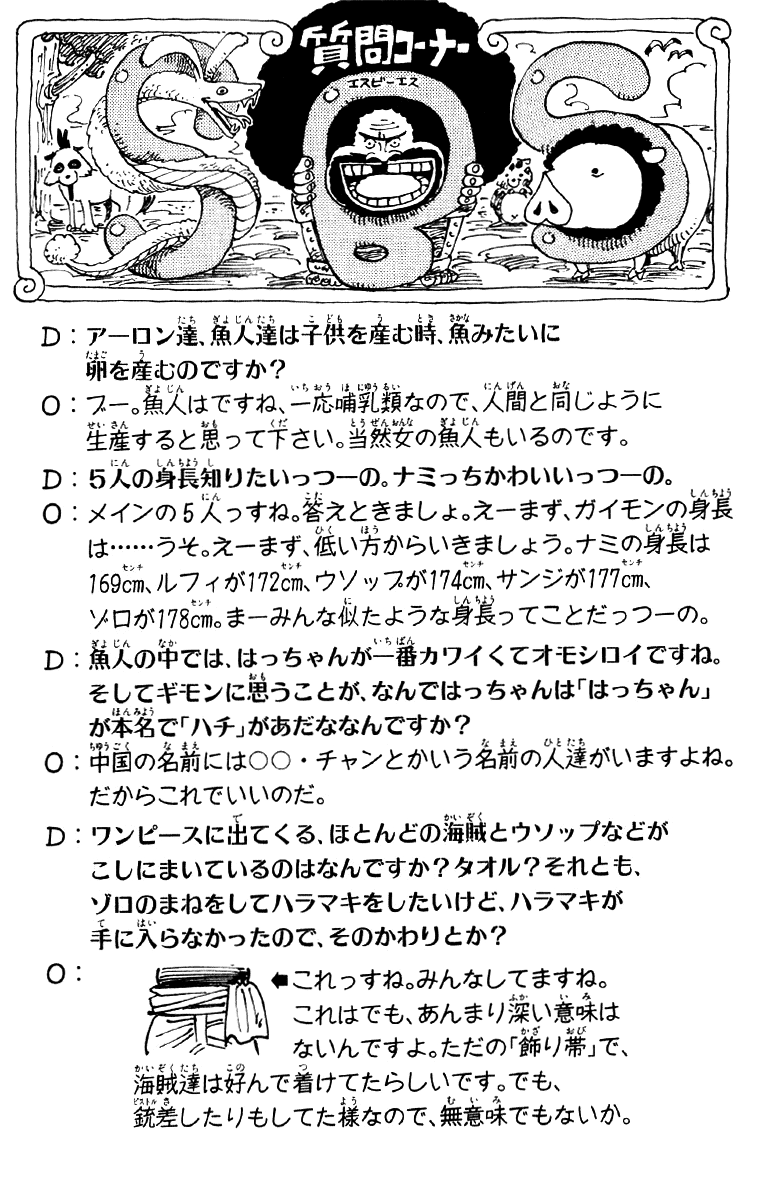 質問コーナー
エスピーエス
SBS
D：アーロン達、魚人達は子供を産む時、魚みたいに
卵を産むのですか？
O：ブー。魚人はですね、一応哺乳類なので、人間と同じように
生産すると思って下さい。当然女の魚人もいるのです。
D：5人の身長知りたいっつーの。ナミっちかわいいっつーの。
O：メインの5人っすね。答えときましょ。えーまず、ガイモンの身長
は……うそ。えーまず、低い方からいきましょう。ナミの身長は
169cm、ルフィが172cm、ウソップが174cm、サンジが177cm、
ゾロが178cm。まーみんな似たような身長ってことだっつーの。
D：魚人の中では、はっちゃんが一番カワイくてオモシロイですね。
そしてギモンに思うことが、なんではっちゃんは「はっちゃん」
が本名で「ハチ」があだななんですか？
O：中国の名前には○○・チャンとかいう名前の人達がいますよね。
だからこれでいいのだ。
D：ワンピースに出てくる、ほとんどの海賊とウソップなどが
こしにまいているのはなんですか？タオル？それとも、
ゾロのまねをしてハラマキをしたいけど、ハラマキが
手に入らなかったので、そのかわりとか？
O：
⬅これっすね。みんなしてますね。
これはでも、あんまり深い意味は
ないんですよ。ただの「飾り帯」で、
海賊達は好んで着けてたらしいです。でも、
銃差したりもしてた様なので、無意味でもないか。